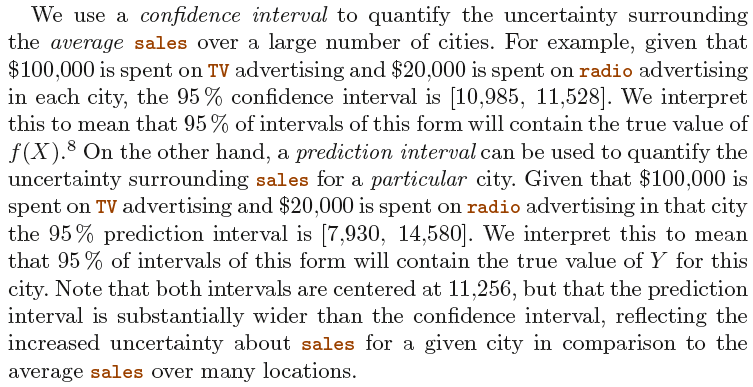 We use a confidence interval to quantify the uncertainty surrounding
the average sales over a large number of cities. For example, given that
$100,000 is spent on TV advertising and $20,000 is spent on radio advertising
in each city, the 95 % confidence interval is [10,985, 11,528]. We interpret
this to mean that 95 % of intervals of this form will contain the true value of
f(X).⁸ On the other hand, a prediction interval can be used to quantify the
uncertainty surrounding sales for a particular city. Given that $100,000 is
spent on TV advertising and $20,000 is spent on radio advertising in that city
the 95 % prediction interval is [7,930, 14,580]. We interpret this to mean
that 95 % of intervals of this form will contain the true value of Y for this
city. Note that both intervals are centered at 11,256, but that the prediction
interval is substantially wider than the confidence interval, reflecting the
increased uncertainty about sales for a given city in comparison to the
average sales over many locations.